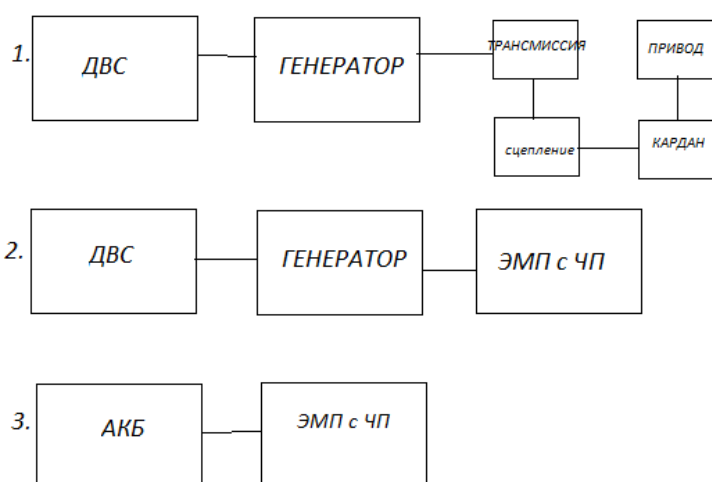 1.
ДВС
ГЕНЕРАТОР
ТРАНСМИССИЯ
ПРИВОД
сцепление
КАРДАН
2.
ДВС
ГЕНЕРАТОР
ЭМП с ЧП
3.
АКБ
ЭМП с ЧП